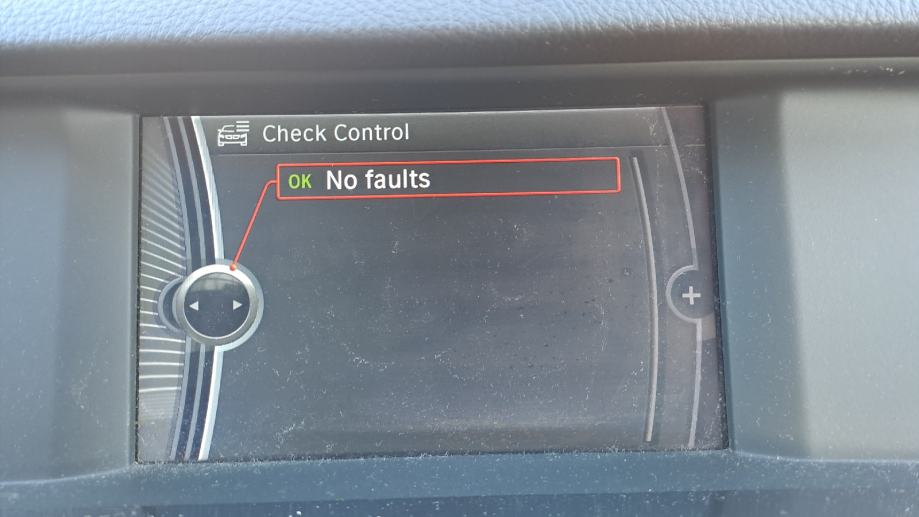 Check Control
OK No faults
+